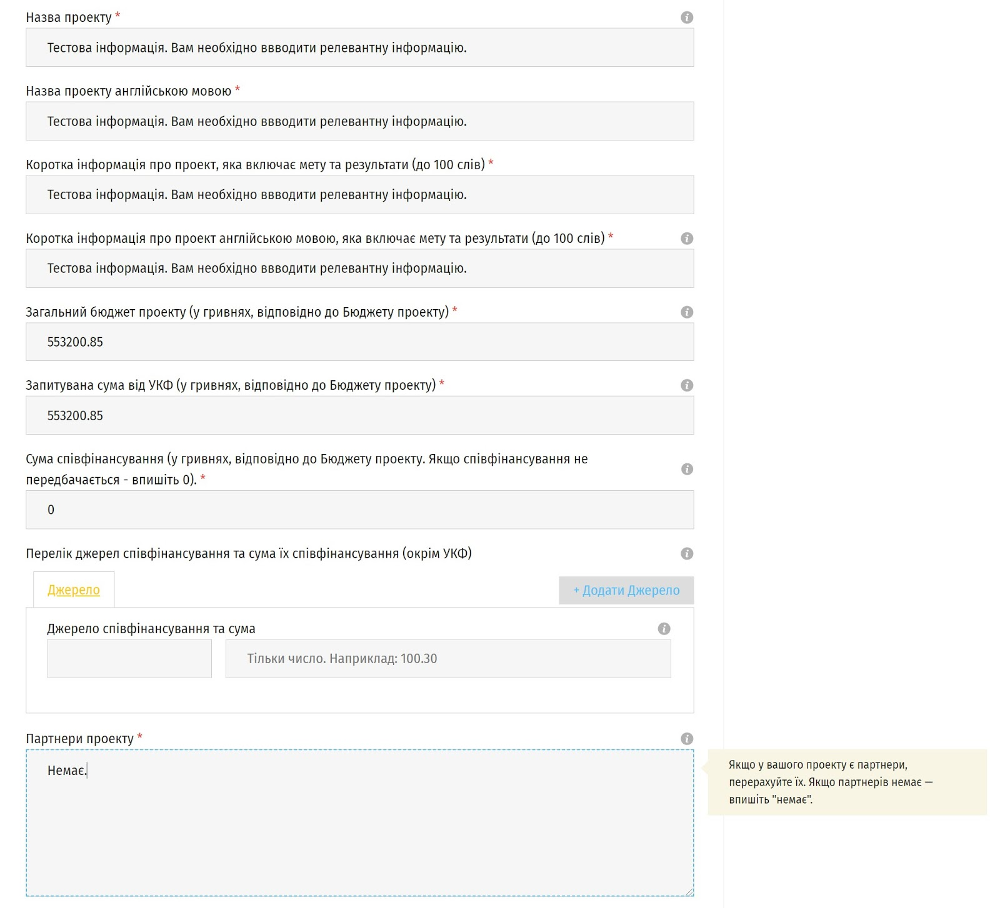 Назва проекту *
Тестова інформація. Вам необхідно ввводити релевантну інформацію.
Назва проекту англійською мовою *
Тестова інформація. Вам необхідно ввводити релевантну інформацію.
Коротка інформація про проект, яка включає мету та результати (до 100 слів) *
Тестова інформація. Вам необхідно ввводити релевантну інформацію.
Коротка інформація про проект англійською мовою, яка включає мету та результати (до 100 слів) *
Тестова інформація. Вам необхідно ввводити релевантну інформацію.
Загальний бюджет проекту (у гривнях, відповідно до Бюджету проекту) *
553200.85
Запитувана сума від УКФ (у гривнях, відповідно до Бюджету проекту) *
553200.85
Сума співфінансування (у гривнях, відповідно до Бюджету проекту. Якщо співфінансування не
передбачається - впишіть 0). *
0
Перелік джерел співфінансування та сума їх співфінансування (окрім УКФ)
Джерело
+ Додати Джерело
Джерело співфінансування та сума
Тільки число. Наприклад: 100.30
Партнери проекту *
Немає.
Якщо у вашого проекту є партнери,
перерахуйте їх. Якщо партнерів немає —
впишіть "немає".